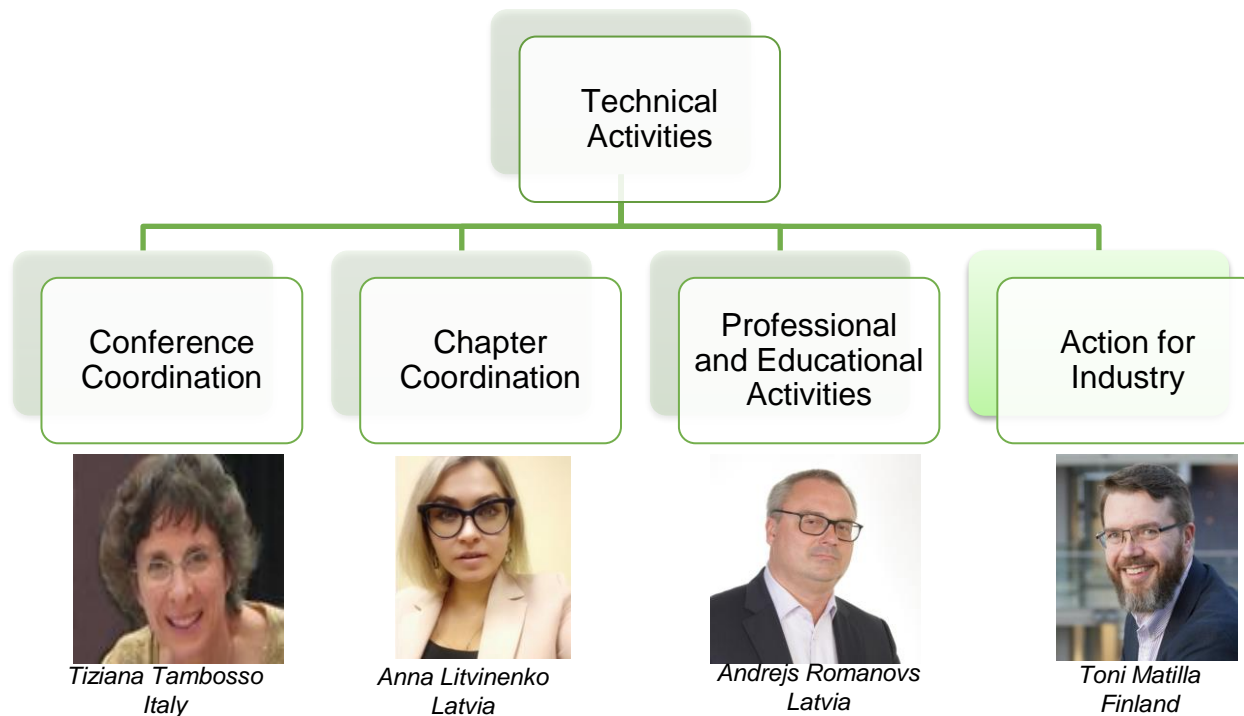 Technical
Activities
Conference
Coordination
Chapter
Coordination
Professional
and Educational
Activities
Action for
Industry
Tiziana Tambosso
Italy
Anna Litvinenko
Latvia
Andrejs Romanovs
Latvia
Toni Matilla
Finland